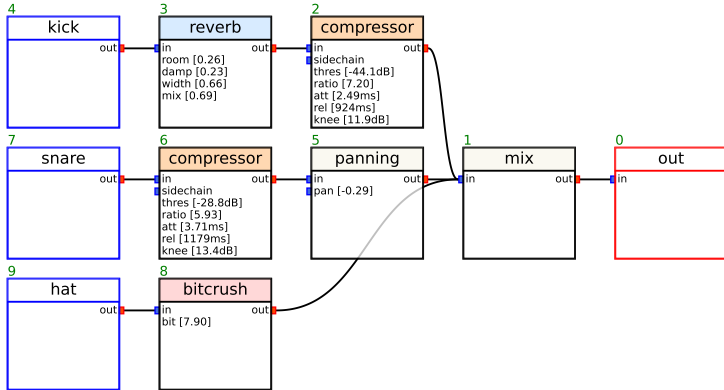 4
kick
out
3
reverb
in out
room [0.26]
damp [0.23]
width [0.66]
mix [0.69]
2
compressor
in out
sidechain
thres [-44.1dB]
ratio [7.20]
att [2.49ms]
rel [924ms]
knee [11.9dB]
7
snare
out
6
compressor
in out
sidechain
thres [-28.8dB]
ratio [5.93]
att [3.71ms]
rel [1179ms]
knee [13.4dB]
5
panning
in out
pan [-0.29]
1
mix
in out
0
out
in
9
hat
out
8
bitcrush
in out
bit [7.90]